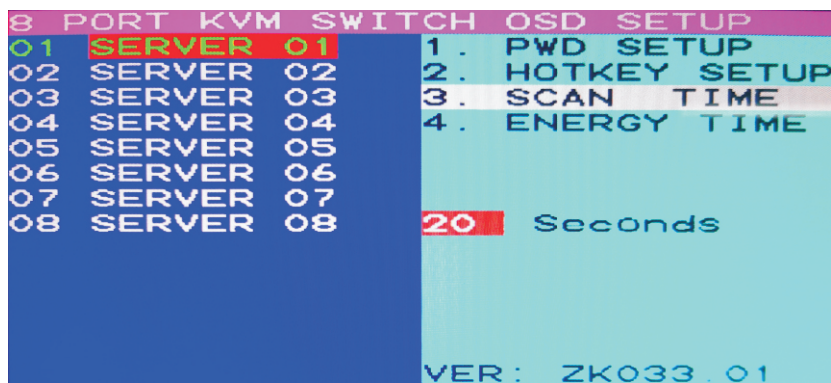 8 PORT KVM SWITCH OSD SETUP
01 SERVER 01
02 SERVER 02
03 SERVER 03
04 SERVER 04
05 SERVER 05
06 SERVER 06
07 SERVER 07
08 SERVER 08
1. PWD SETUP
2. HOTKEY SETUP
3. SCAN TIME
4. ENERGY TIME
20 Seconds
VER: ZK033.01